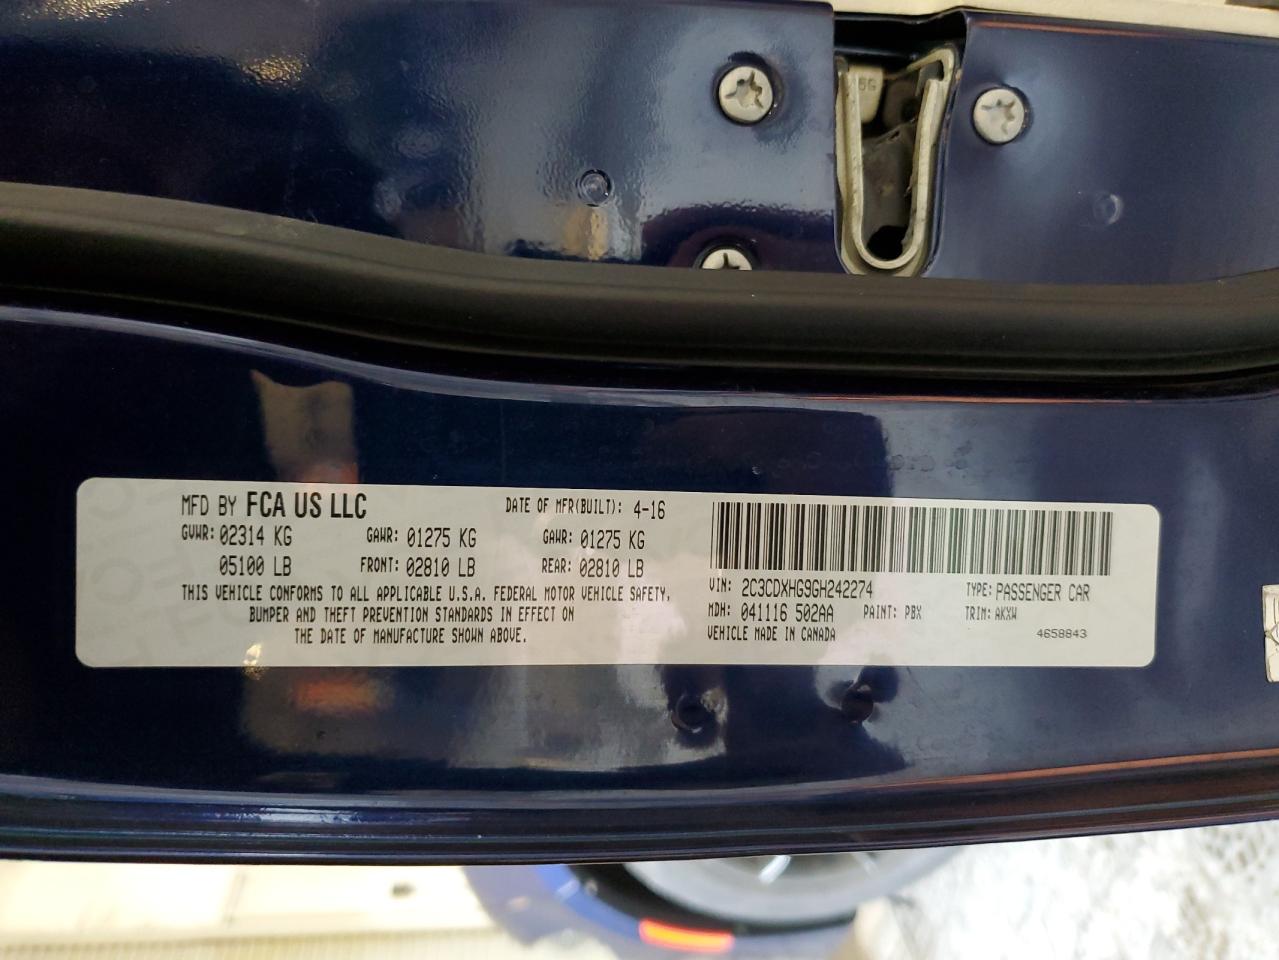 MFD BY FCA US LLC DATE OF MFR(BUILT): 4-16
GVWR: 02314 KG GAWR: 01275 KG GAWR: 01275 KG
05100 LB FRONT: 02810 LB REAR: 02810 LB
THIS VEHICLE CONFORMS TO ALL APPLICABLE U.S.A. FEDERAL MOTOR VEHICLE SAFETY,
BUMPER AND THEFT PREVENTION STANDARDS IN EFFECT ON
THE DATE OF MANUFACTURE SHOWN ABOVE.
VIN: 2C3CDXHG9GH242274 TYPE: PASSENGER CAR
MDH: 041116 502AA PAINT: PBX TRIM: AKXW
VEHICLE MADE IN CANADA 4658843